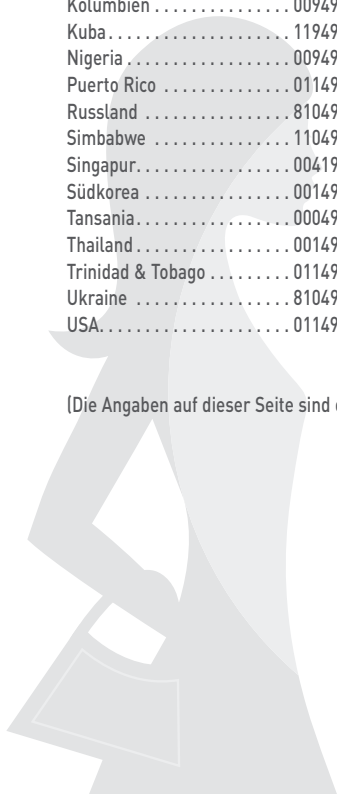 Kolumbien . . . . . . . . . . . . . . . 00949
Kuba. . . . . . . . . . . . . . . . . . . . 11949
Nigeria . . . . . . . . . . . . . . . . . . 00949
Puerto Rico . . . . . . . . . . . . . . 01149
Russland . . . . . . . . . . . . . . . . 81049
Simbabwe . . . . . . . . . . . . . . . 11049
Singapur. . . . . . . . . . . . . . . . . 00419
Südkorea . . . . . . . . . . . . . . . . 00149
Tansania. . . . . . . . . . . . . . . . . 00049
Thailand. . . . . . . . . . . . . . . . . 00149
Trinidad & Tobago . . . . . . . . . 01149
Ukraine . . . . . . . . . . . . . . . . . 81049
USA. . . . . . . . . . . . . . . . . . . . . 01149
(Die Angaben auf dieser Seite sind